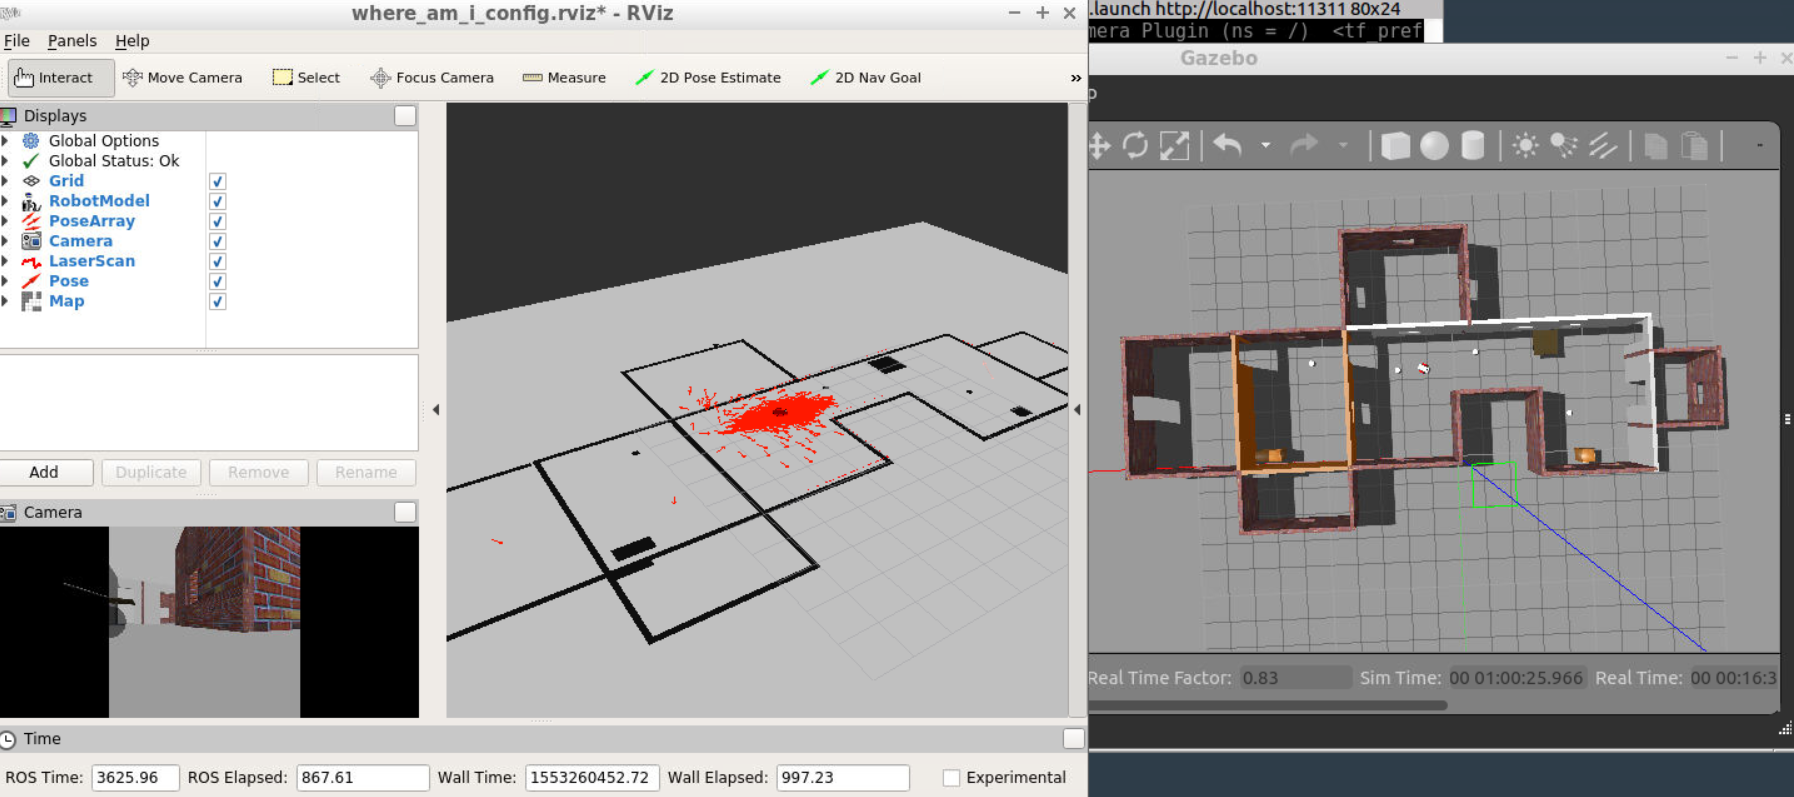 where_am_i_config.rviz* - RViz
File Panels Help
Interact Move Camera Select Focus Camera Measure 2D Pose Estimate 2D Nav Goal »
Displays
Global Options
Global Status: Ok
Grid
RobotModel
PoseArray
Camera
LaserScan
Pose
Map
Add Duplicate Remove Rename
Camera
Time
ROS Time: 3625.96 ROS Elapsed: 867.61 Wall Time: 1553260452.72 Wall Elapsed: 997.23 Experimental
.launch http://localhost:11311 80x24
mera Plugin (ns = /) <tf_pref
Gazebo
p
Real Time Factor: 0.83 Sim Time: 00 01:00:25.966 Real Time: 00 00:16:3